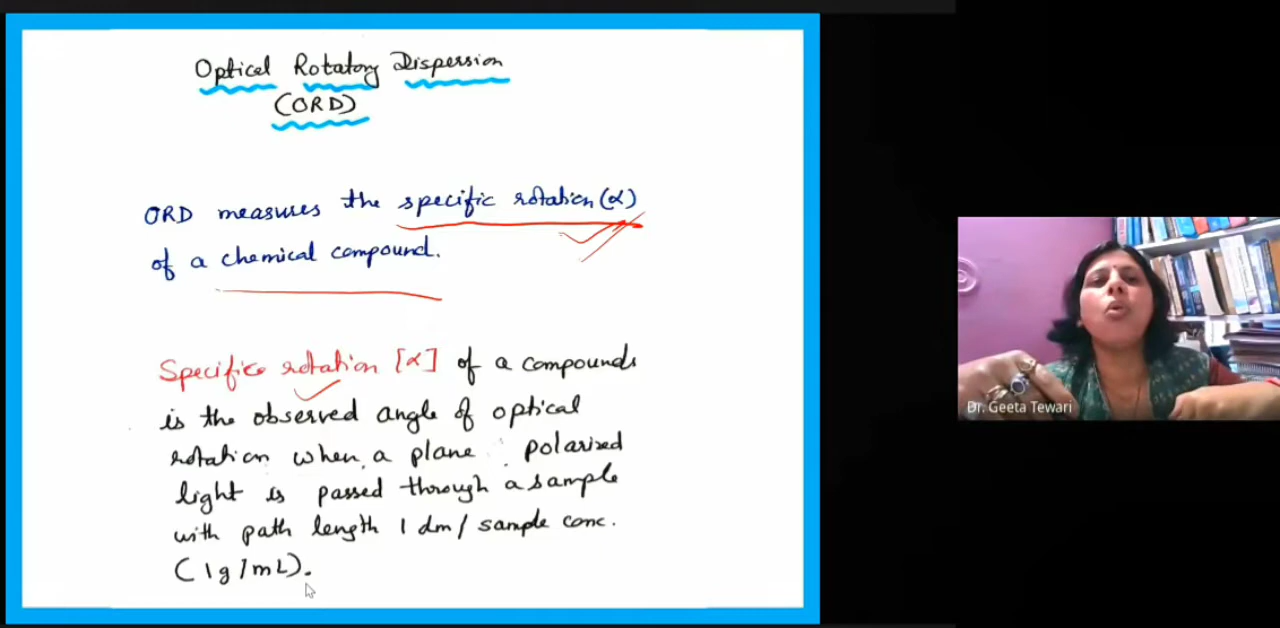 Optical Rotatory Dispersion
(ORD)
ORD measures the specific rotation (α)
of a chemical compound.
Specific rotation [α] of a compounds
is the observed angle of optical
rotation when a plane polarized
light is passed through a sample
with path length 1 dm / sample conc.
(1g/mL).
Dr. Geeta Tewari